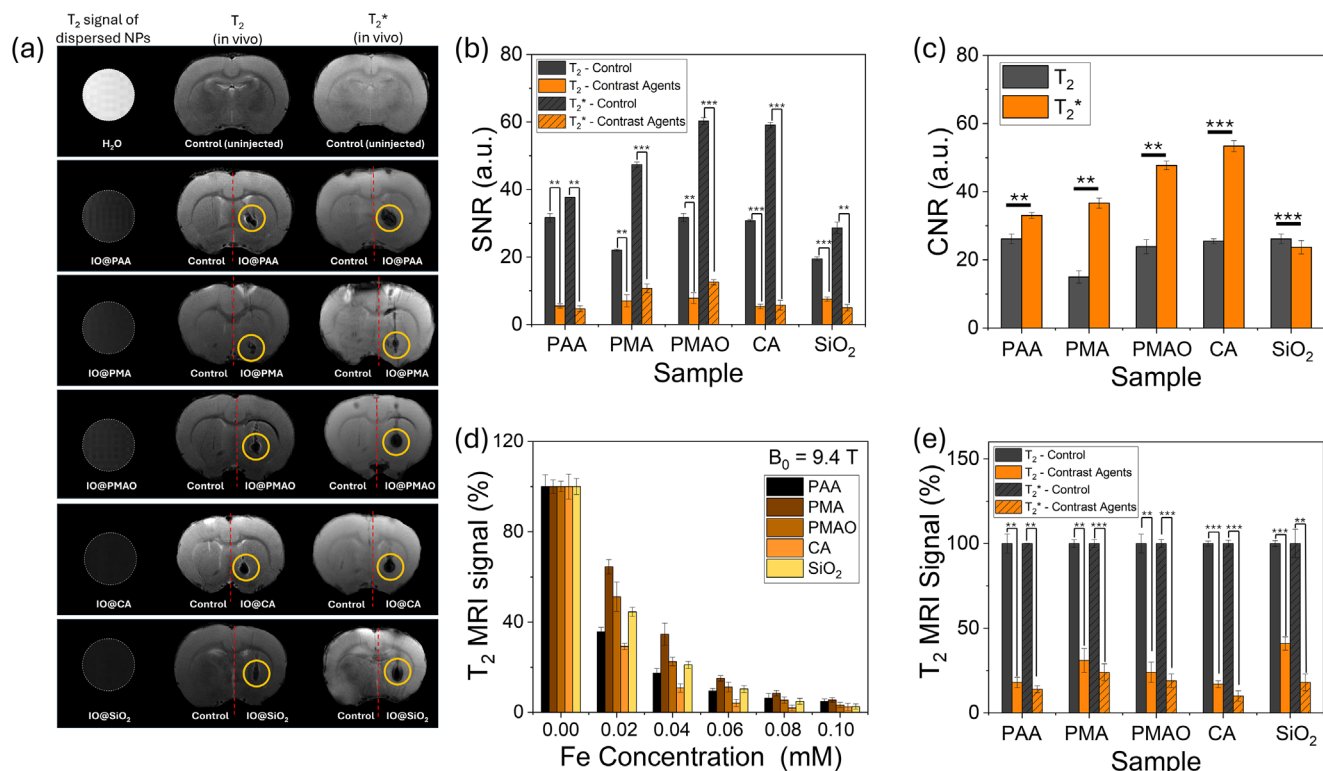 (a)
T₂ signal of
dispersed NPs
T₂
(in vivo)
T₂*
(in vivo)
H₂O
Control (uninjected)
Control (uninjected)
IO@PAA
Control IO@PAA
Control IO@PAA
IO@PMA
Control IO@PMA
Control IO@PMA
IO@PMAO
Control IO@PMAO
Control IO@PMAO
IO@CA
Control IO@CA
Control IO@CA
IO@SiO₂
Control IO@SiO₂
Control IO@SiO₂
(b)
SNR (a.u.)
80
60
40
20
0
T₂ - Control
T₂ - Contrast Agents
T₂* - Control
T₂* - Contrast Agents
** **
** ***
** ***
*** ***
*** **
PAA PMA PMAO CA SiO₂
Sample
(c)
CNR (a.u.)
80
60
40
20
0
T₂
T₂*
** ** ** *** ***
PAA PMA PMAO CA SiO₂
Sample
(d)
T₂ MRI signal (%)
120
80
40
0
B₀ = 9.4 T
PAA
PMA
PMAO
CA
SiO₂
0.00 0.02 0.04 0.06 0.08 0.10
Fe Concentration (mM)
(e)
T₂ MRI Signal (%)
150
100
50
0
T₂ - Control
T₂ - Contrast Agents
T₂* - Control
T₂* - Contrast Agents
** ** ** *** ** *** *** *** *** **
PAA PMA PMAO CA SiO₂
Sample